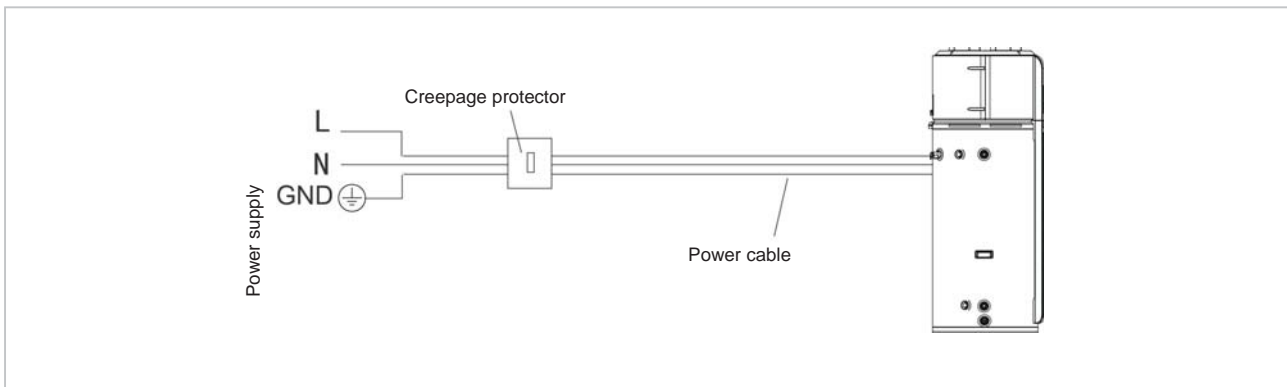 Creepage protector
L
N
GND
Power supply
Power cable